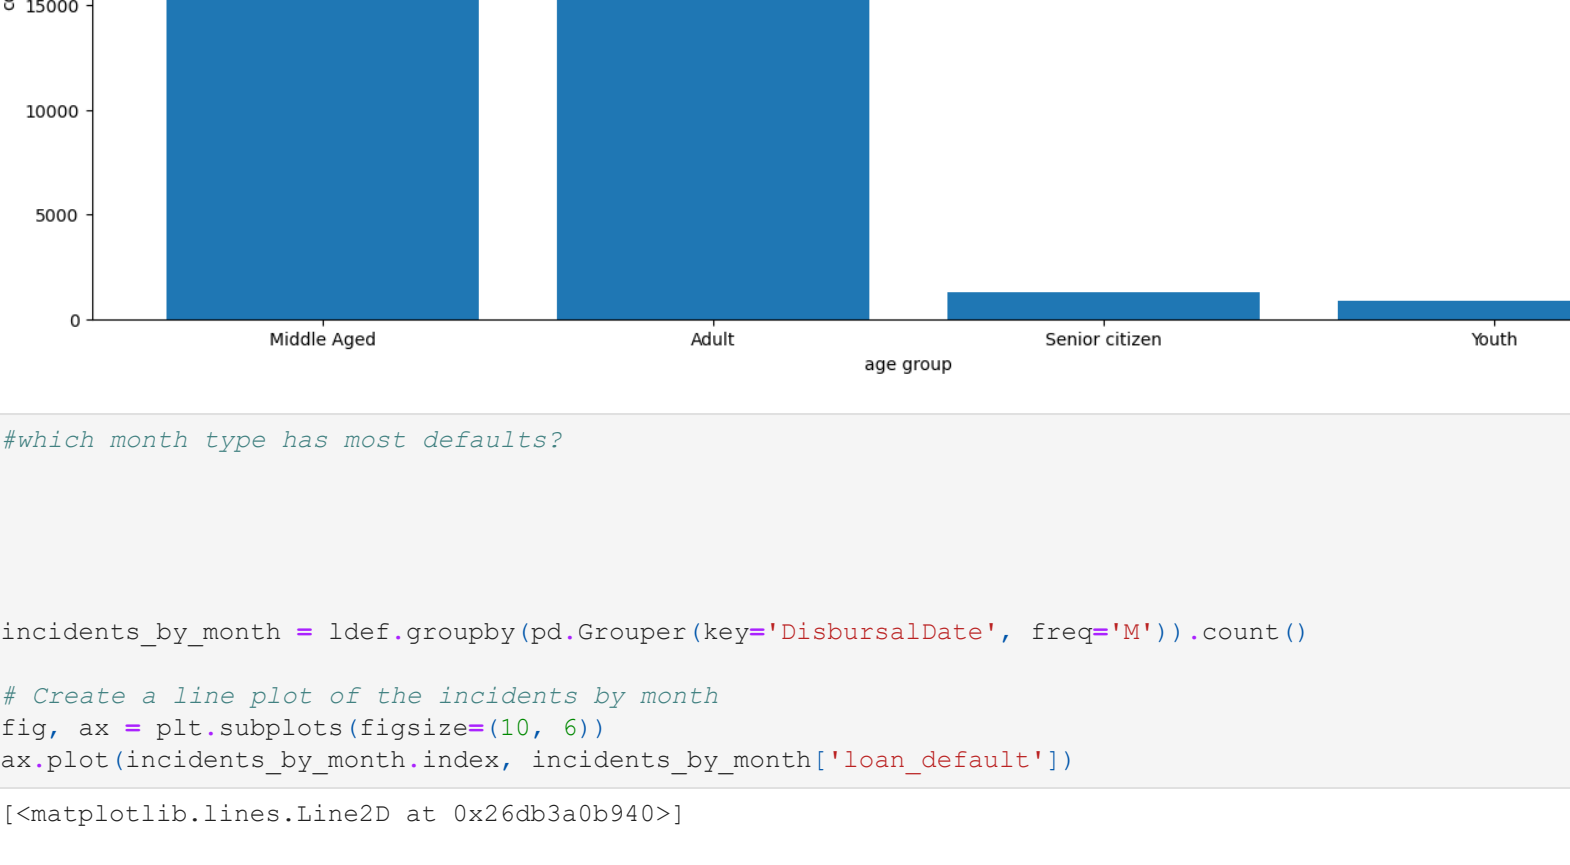 15000
10000
5000
0
Middle Aged Adult Senior citizen Youth
age group
#which month type has most defaults?
incidents_by_month = ldef.groupby(pd.Grouper(key='DisbursalDate', freq='M')).count()
# Create a line plot of the incidents by month
fig, ax = plt.subplots(figsize=(10, 6))
ax.plot(incidents_by_month.index, incidents_by_month['loan_default'])
[<matplotlib.lines.Line2D at 0x26db3a0b940>]